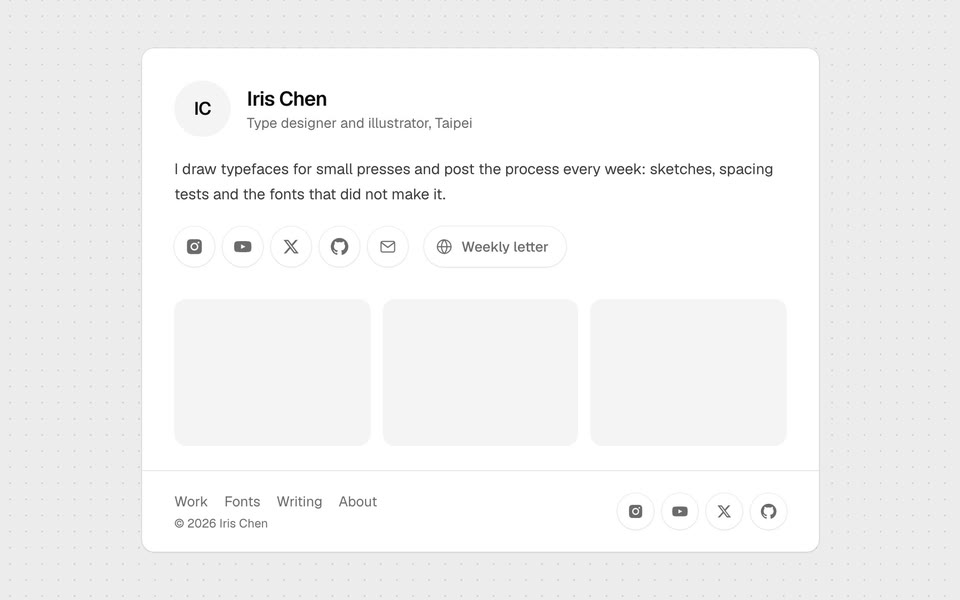 IC
Iris Chen
Type designer and illustrator, Taipei
I draw typefaces for small presses and post the process every week: sketches, spacing
tests and the fonts that did not make it.
Weekly letter
Work Fonts Writing About
© 2026 Iris Chen